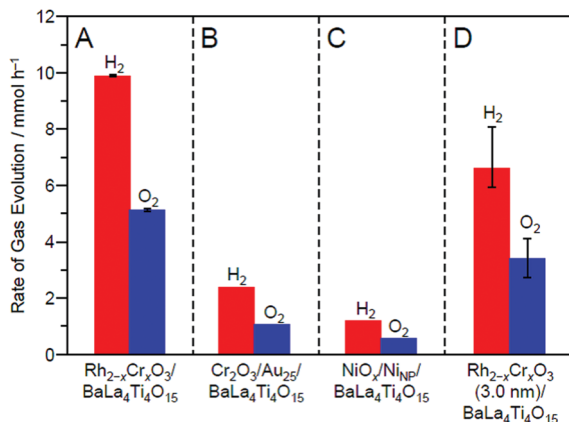 Rate of Gas Evolution / mmol h⁻¹
12
10
8
6
4
2
0
A
H₂
O₂
B
H₂
O₂
C
H₂
O₂
D
H₂
O₂
Rh₂₋ₓCrₓO₃/
BaLa₄Ti₄O₁₅
Cr₂O₃/Au₂₅/
BaLa₄Ti₄O₁₅
NiOₓ/Ni_NP/
BaLa₄Ti₄O₁₅
Rh₂₋ₓCrₓO₃
(3.0 nm)/
BaLa₄Ti₄O₁₅